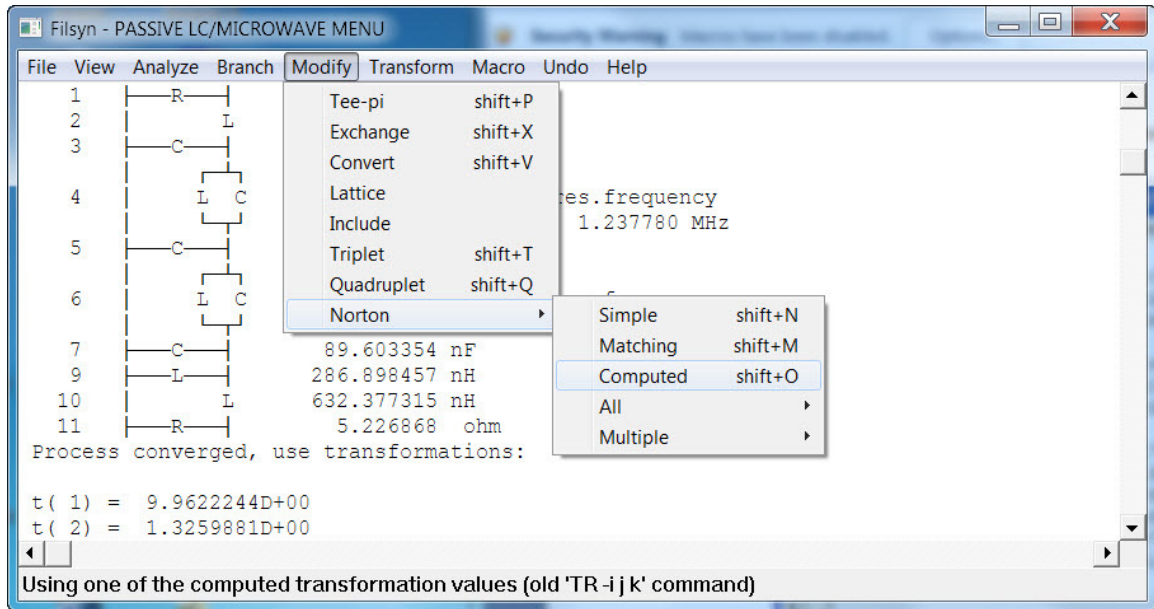 Filsyn - PASSIVE LC/MICROWAVE MENU
File View Analyze Branch Modify Transform Macro Undo Help
1 R
2 L
3 C
4 L C res.frequency
1.237780 MHz
5 C
6 L C
7 C 89.603354 nF
9 L 286.898457 nH
10 L 632.377315 nH
11 R 5.226868 ohm
Process converged, use transformations:
t( 1) = 9.9622244D+00
t( 2) = 1.3259881D+00
Tee-pi shift+P
Exchange shift+X
Convert shift+V
Lattice
Include
Triplet shift+T
Quadruplet shift+Q
Norton
Simple shift+N
Matching shift+M
Computed shift+O
All
Multiple
Using one of the computed transformation values (old 'TR -i j k' command)